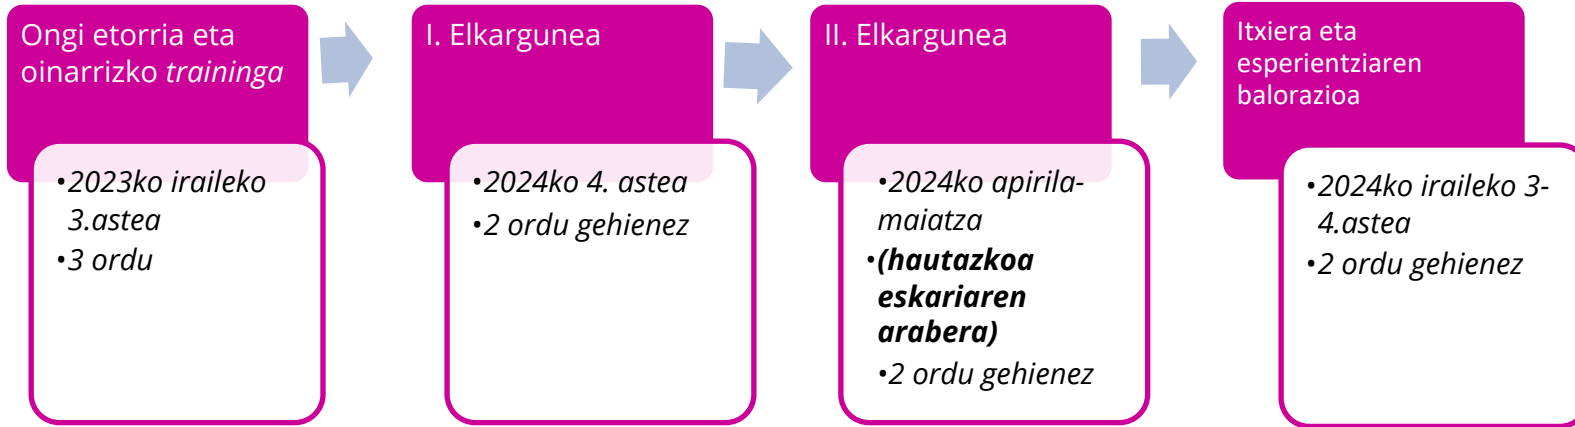 Ongi etorria eta
oinarrizko traininga
•2023ko iraileko
3.astea
•3 ordu
I. Elkargunea
•2024ko 4. astea
•2 ordu gehienez
II. Elkargunea
•2024ko apirila-
maiatza
•(hautazkoa
eskariaren
arabera)
•2 ordu gehienez
Itxiera eta
esperientziaren
balorazioa
•2024ko iraileko 3-
4.astea
•2 ordu gehienez